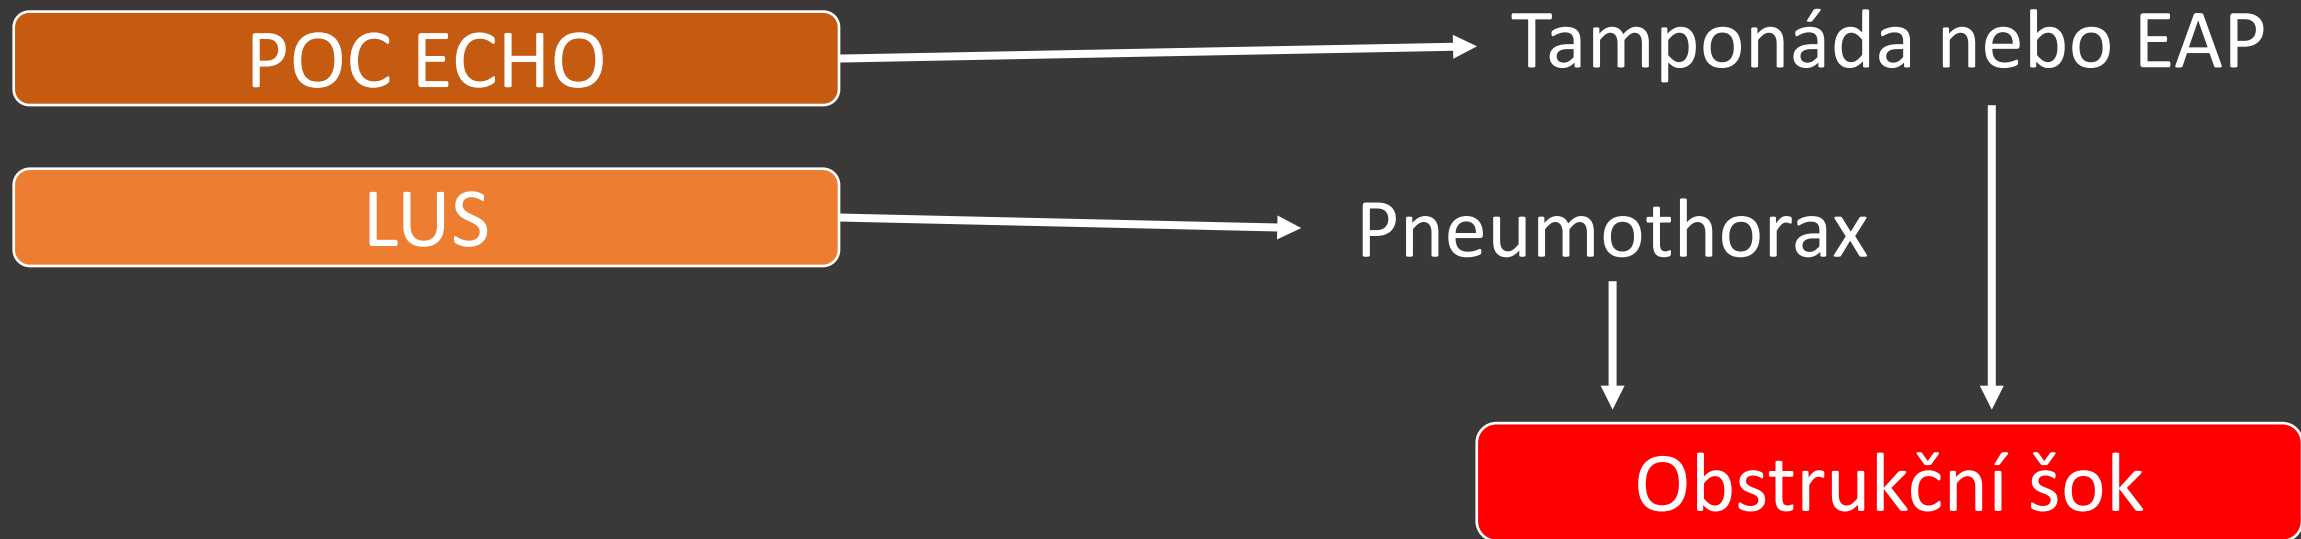 POC ECHO
Tamponáda nebo EAP
LUS
Pneumothorax
Obstrukční šok